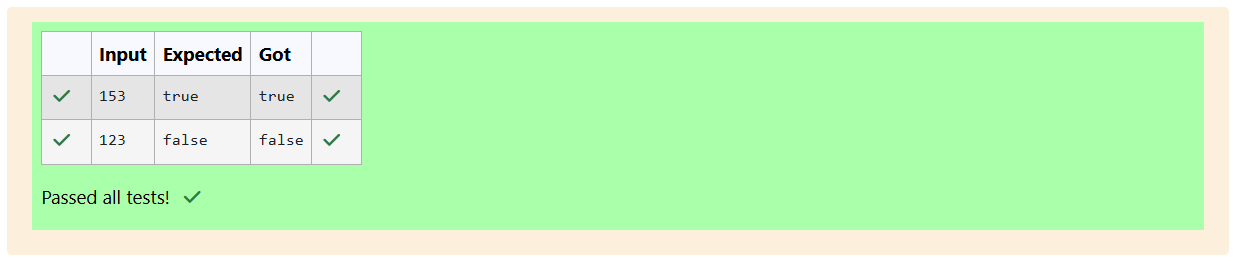 Input Expected Got
153 true true
123 false false
Passed all tests!